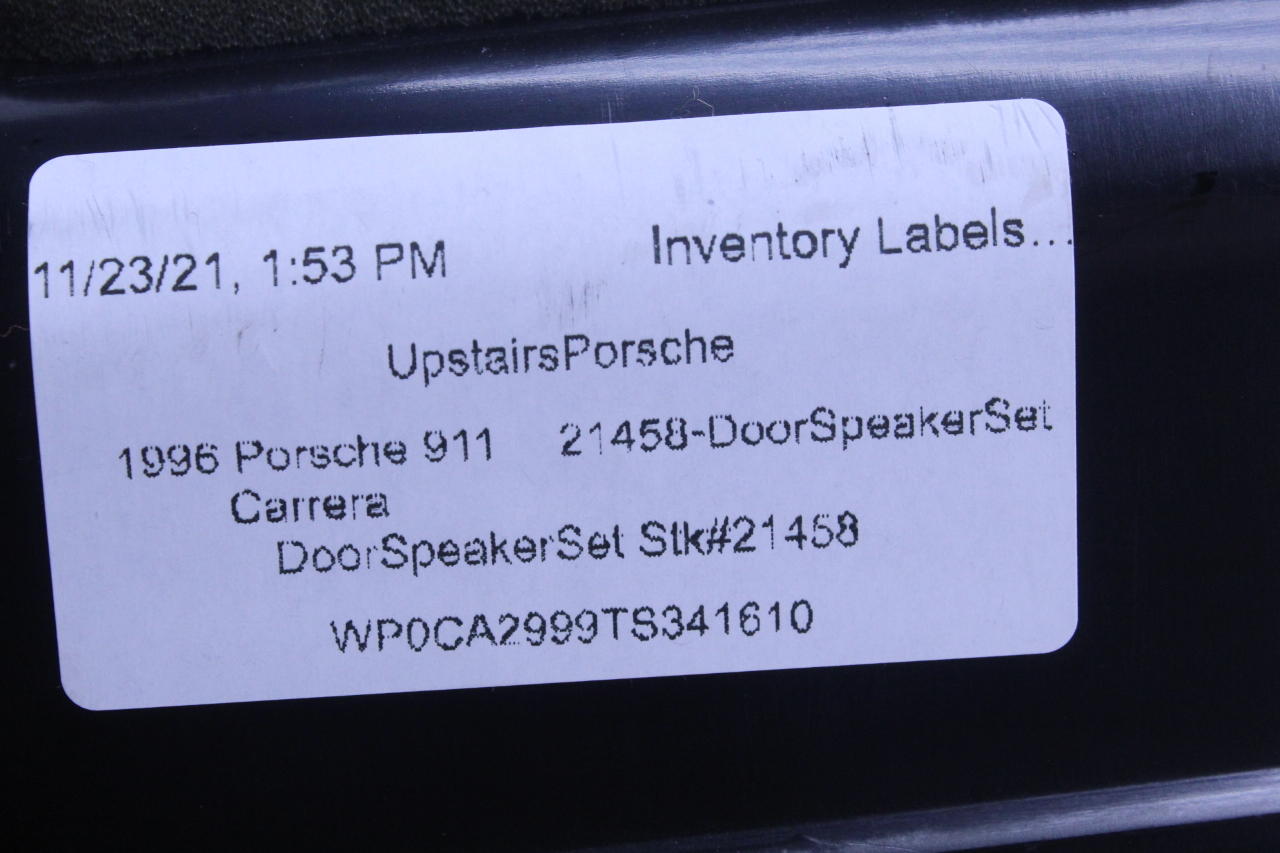 11/23/21, 1:53 PM Inventory Labels...
UpstairsPorsche
1996 Porsche 911 21458-DoorSpeakerSet
Carrera
DoorSpeakerSet Stk#21458
WP0CA2999TS341610